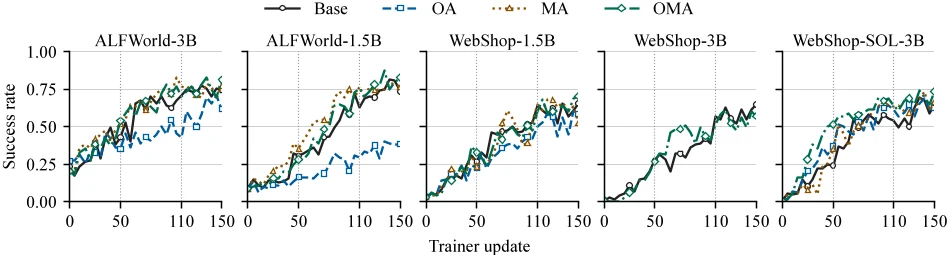 Base OA MA OMA
ALFWorld-3B ALFWorld-1.5B WebShop-1.5B WebShop-3B WebShop-SOL-3B
1.00
0.75
0.50
0.25
0.00
Success rate
0 50 110 150 0 50 110 150 0 50 110 150 0 50 110 150 0 50 110 150
Trainer update